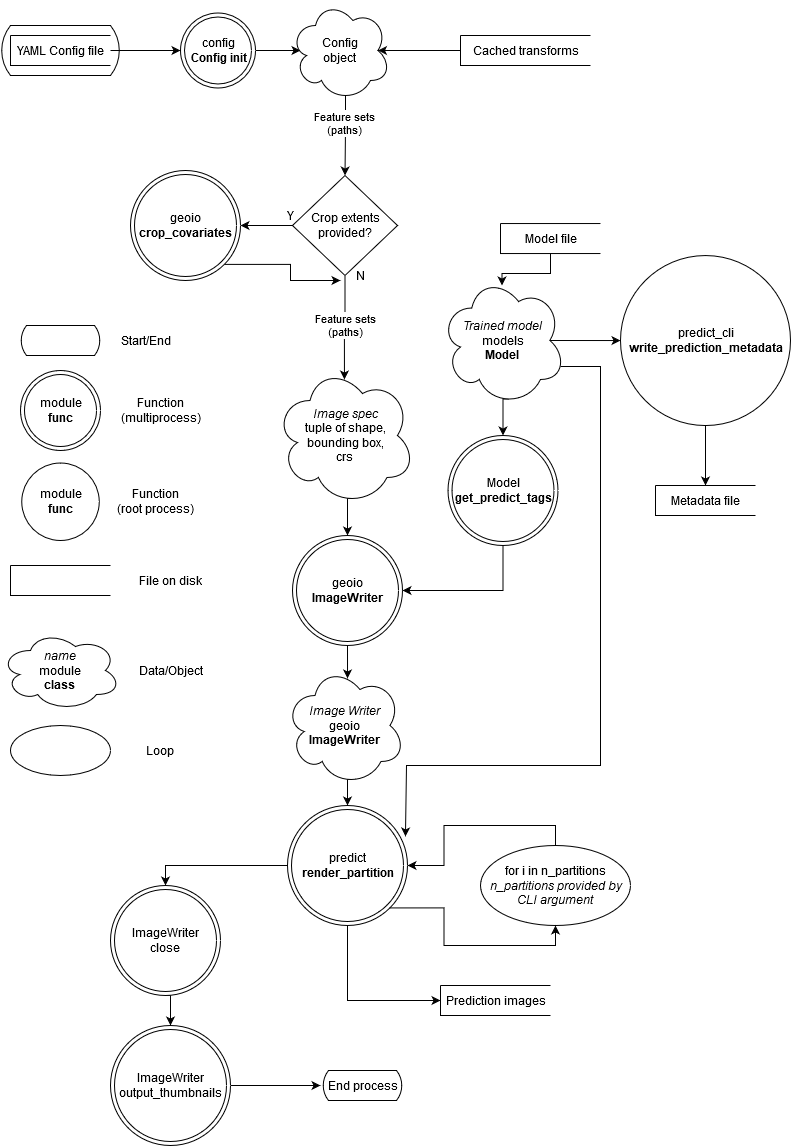 YAML Config file
config
Config init
Config
object
Cached transforms
Feature sets
(paths)
geoio
crop_covariates
Y
Crop extents
provided?
N
Model file
Feature sets
(paths)
Trained model
models
Model
predict_cli
write_prediction_metadata
Start/End
module
func
Function
(multiprocess)
Image spec
tuple of shape,
bounding box,
crs
Model
get_predict_tags
Metadata file
module
func
Function
(root process)
File on disk
geoio
ImageWriter
name
module
class
Data/Object
Image Writer
geoio
ImageWriter
Loop
predict
render_partition
for i in n_partitions
n_partitions provided by
CLI argument
ImageWriter
close
Prediction images
ImageWriter
output_thumbnails
End process